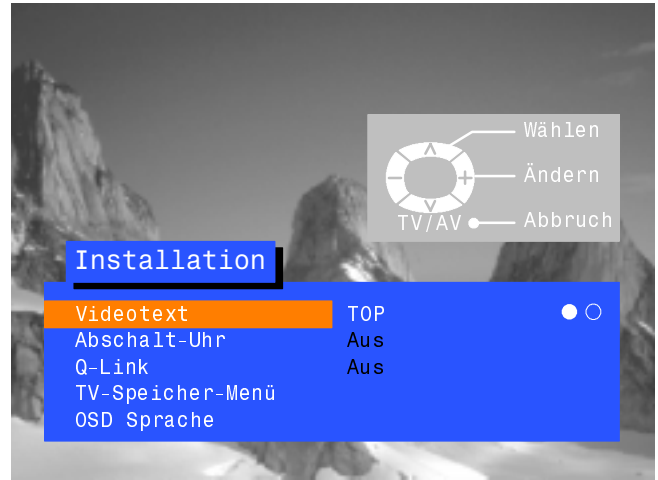 Wählen
Ändern
TV/AV Abbruch
Installation
Videotext TOP
Abschalt-Uhr Aus
Q-Link Aus
TV-Speicher-Menü
OSD Sprache